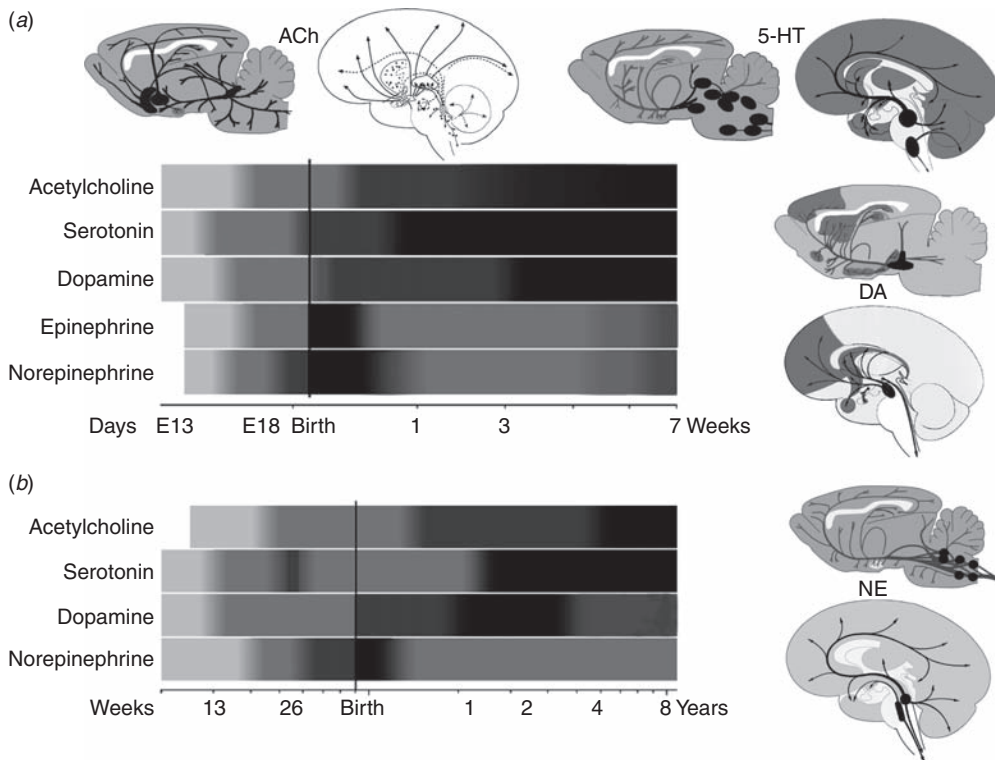 (a)
ACh
5-HT
Acetylcholine
Serotonin
Dopamine
Epinephrine
Norepinephrine
Days E13 E18 Birth 1 3 7 Weeks
DA
(b)
Acetylcholine
Serotonin
Dopamine
Norepinephrine
Weeks 13 26 Birth 1 2 4 8 Years
NE